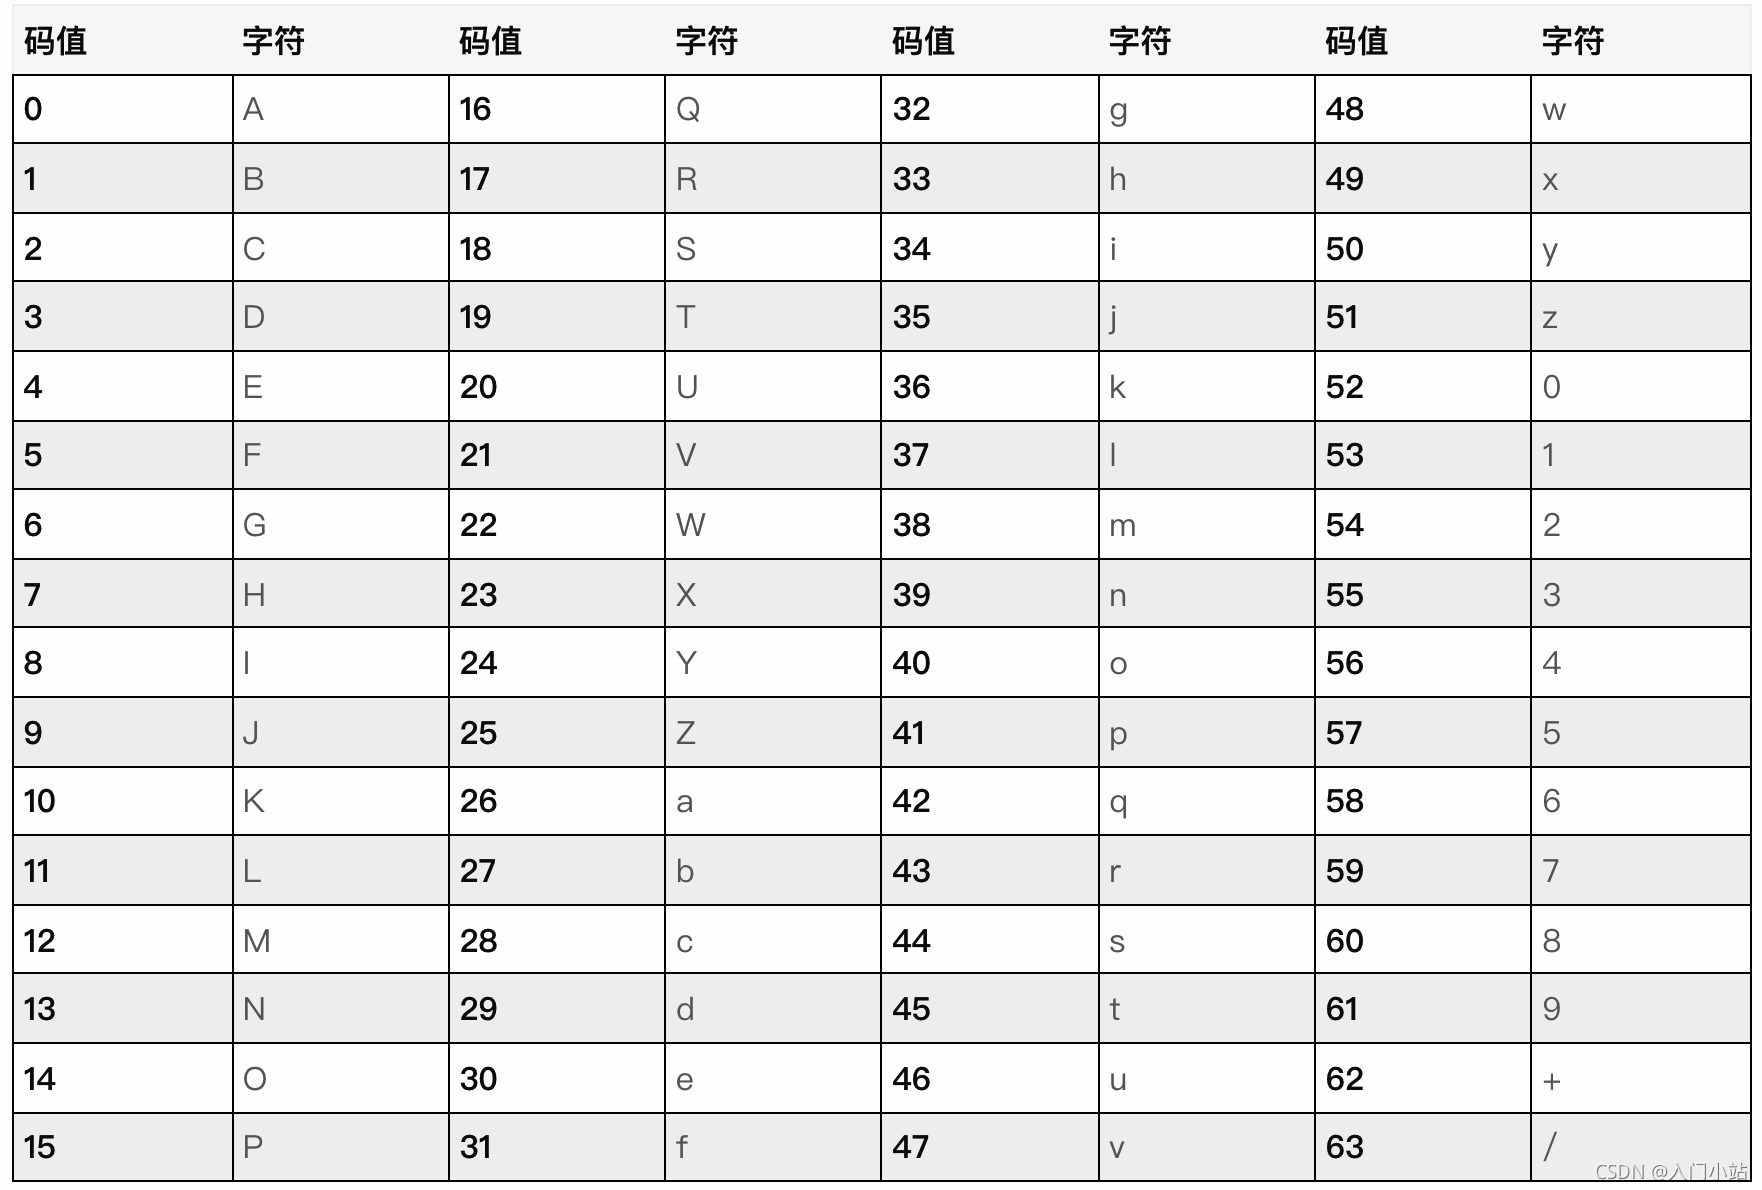 码值 字符 码值 字符 码值 字符 码值 字符
0 A 16 Q 32 g 48 w
1 B 17 R 33 h 49 x
2 C 18 S 34 i 50 y
3 D 19 T 35 j 51 z
4 E 20 U 36 k 52 0
5 F 21 V 37 l 53 1
6 G 22 W 38 m 54 2
7 H 23 X 39 n 55 3
8 I 24 Y 40 o 56 4
9 J 25 Z 41 p 57 5
10 K 26 a 42 q 58 6
11 L 27 b 43 r 59 7
12 M 28 c 44 s 60 8
13 N 29 d 45 t 61 9
14 O 30 e 46 u 62 +
15 P 31 f 47 v 63 /
CSDN @入门小站